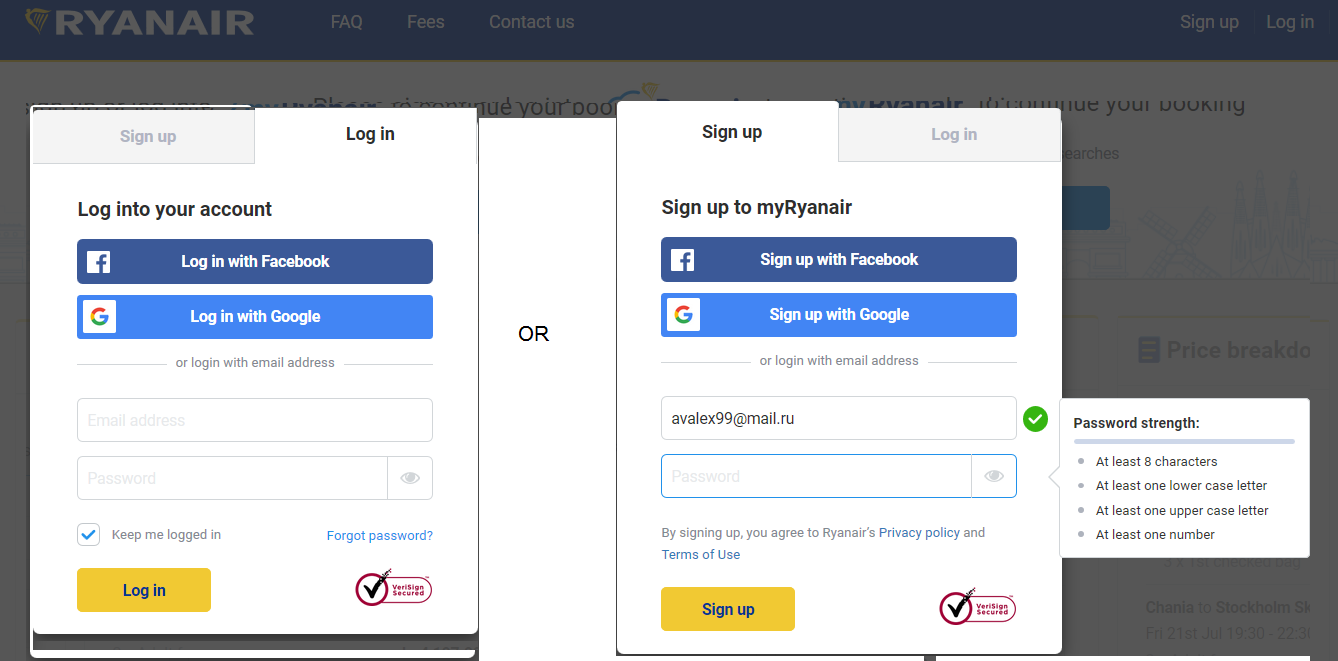 RYANAIR
FAQ
Fees
Contact us
Sign up
Log in
to continue your boo
Ryanair
continue your booking
Sign up
Log in
Log into your account
Log in with Facebook
Log in with Google
or login with email address
Email address
Password
Keep me logged in
Forgot password?
Log in
VeriSign
Secured
OR
Sign up
Log in
Sign up to myRyanair
Sign up with Facebook
Sign up with Google
or login with email address
avalex99@mail.ru
Password
By signing up, you agree to Ryanair's Privacy policy and
Terms of Use
Sign up
VeriSign
Secured
earches
Price breakdo
Password strength:
At least 8 characters
At least one lower case letter
At least one upper case letter
At least one number
3 x 1st checked bag
Chania to Stockholm Sk
Fri 21st Jul 19:30 - 22:30